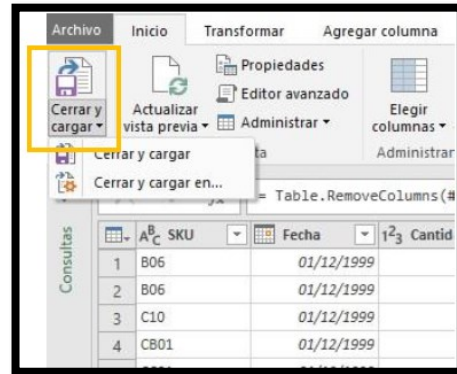 Archivo Inicio Transformar Agregar columna
Propiedades
Editor avanzado
Administrar
Cerrar y cargar
Actualizar vista previa
Elegir columnas
Administrar
Cerrar y cargar
Cerrar y cargar en...
= Table.RemoveColumns(#
Consultas
ABC SKU Fecha 123 Cantid
1 B06 01/12/1999
2 B06 01/12/1999
3 C10 01/12/1999
4 CB01 01/12/1999